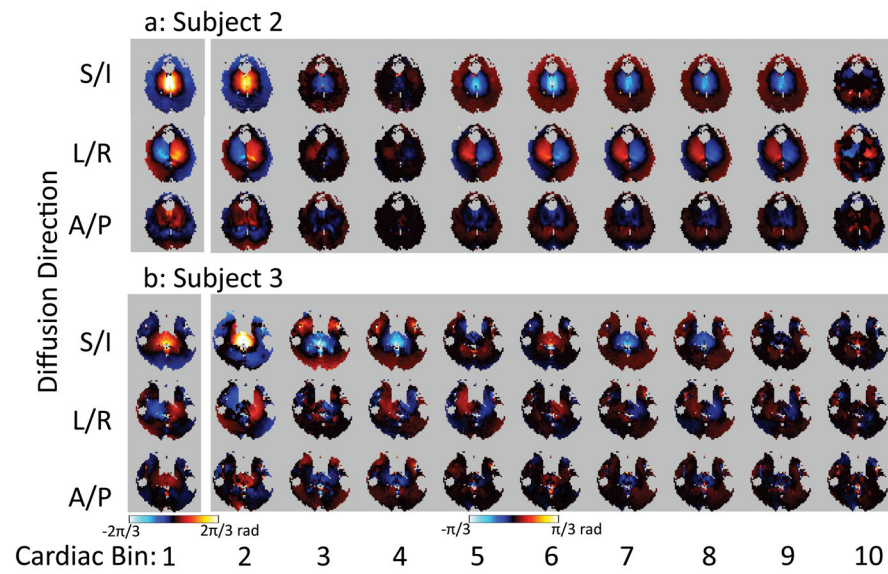 a: Subject 2
S/I
L/R
A/P
Diffusion Direction
b: Subject 3
S/I
L/R
A/P
-2π/3 2π/3 rad -π/3 π/3 rad
Cardiac Bin: 1 2 3 4 5 6 7 8 9 10